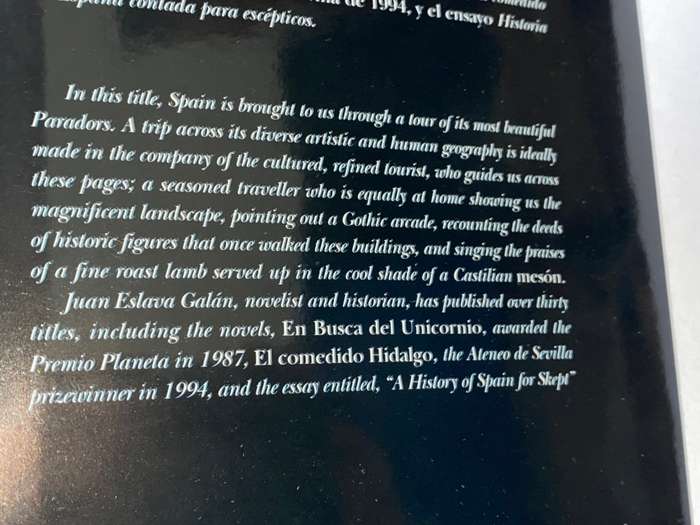 de 1994, y el ensayo Historia
contada para escépticos.
In this title, Spain is brought to us through a tour of its most beautiful
Paradors. A trip across its diverse artistic and human geography is ideally
made in the company of the cultured, refined tourist, who guides us across
these pages; a seasoned traveller who is equally at home showing us the
magnificent landscape, pointing out a Gothic arcade, recounting the deeds
of historic figures that once walked these buildings, and singing the praises
of a fine roast lamb served up in the cool shade of a Castilian mesón.
Juan Eslava Galán, novelist and historian, has published over thirty
titles, including the novels, En Busca del Unicornio, awarded the
Premio Planeta in 1987, El comedido Hidalgo, the Ateneo de Sevilla
prizewinner in 1994, and the essay entitled, “A History of Spain for Skept”